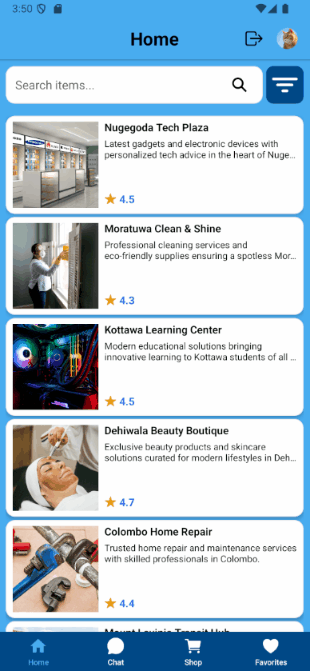 3:50
Home
Search items...
Nugegoda Tech Plaza
Latest gadgets and electronic devices with
personalized tech advice in the heart of Nuge...
4.5
Moratuwa Clean & Shine
Professional cleaning services and
eco-friendly supplies ensuring a spotless Mor...
4.3
Kottawa Learning Center
Modern educational solutions bringing
innovative learning to Kottawa students of all ...
4.5
Dehiwala Beauty Boutique
Exclusive beauty products and skincare
solutions curated for modern lifestyles in Deh...
4.7
Colombo Home Repair
Trusted home repair and maintenance services
with skilled professionals in Colombo.
4.4
Mount Lavinia Transit Hub
Home
Chat
Shop
Favorites